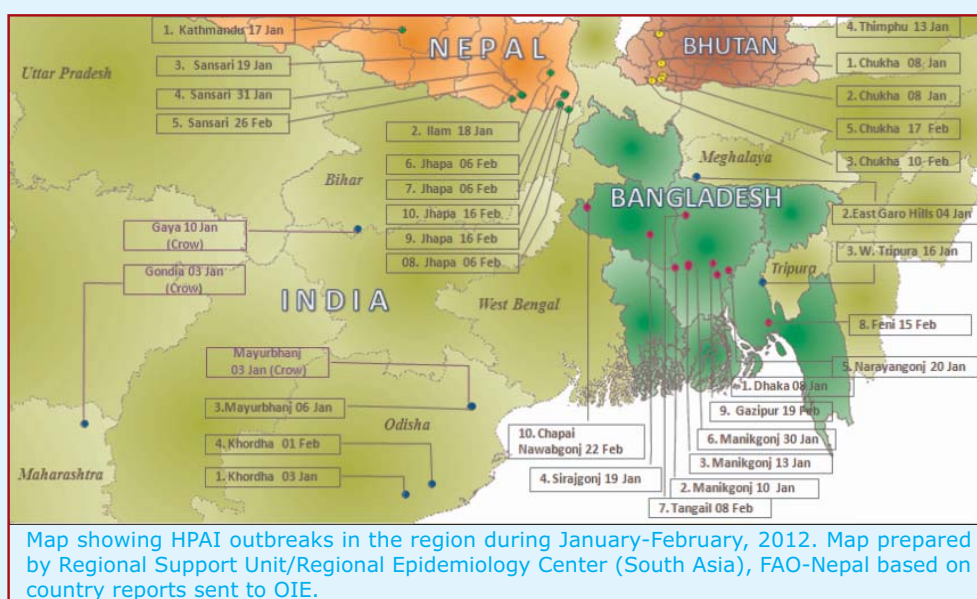 1. Kathmandu 17 Jan
NEPAL
BHUTAN
4. Thimphu 13 Jan
Uttar Pradesh
3. Sansari 19 Jan
1. Chukha 08 Jan
4. Sansari 31 Jan
2. Chukha 08 Jan
5. Sansari 26 Feb
5. Chukha 17 Feb
2. Ilam 18 Jan
3. Chukha 10 Feb
6. Jhapa 06 Feb
Meghalaya
Bihar
7. Jhapa 06 Feb
BANGLADESH
10. Jhapa 16 Feb
2.East Garo Hills 04 Jan
Gaya 10 Jan
(Crow)
9. Jhapa 16 Feb
3. W. Tripura 16 Jan
08. Jhapa 06 Feb
Gondia 03 Jan
(Crow)
Tripura
INDIA
West Bengal
8. Feni 15 Feb
Mayurbhanj
03 Jan (Crow)
5. Narayangonj 20 Jan
1. Dhaka 08 Jan
3.Mayurbhanj 06 Jan
9. Gazipur 19 Feb
Odisha
10. Chapai
Nawabgonj 22 Feb
6. Manikgonj 30 Jan
4. Khordha 01 Feb
3. Manikgonj 13 Jan
Maharashtra
4. Sirajgonj 19 Jan
1. Khordha 03 Jan
2. Manikgonj 10 Jan
7. Tangail 08 Feb
Map showing HPAI outbreaks in the region during January-February, 2012. Map prepared
by Regional Support Unit/Regional Epidemiology Center (South Asia), FAO-Nepal based on
country reports sent to OIE.